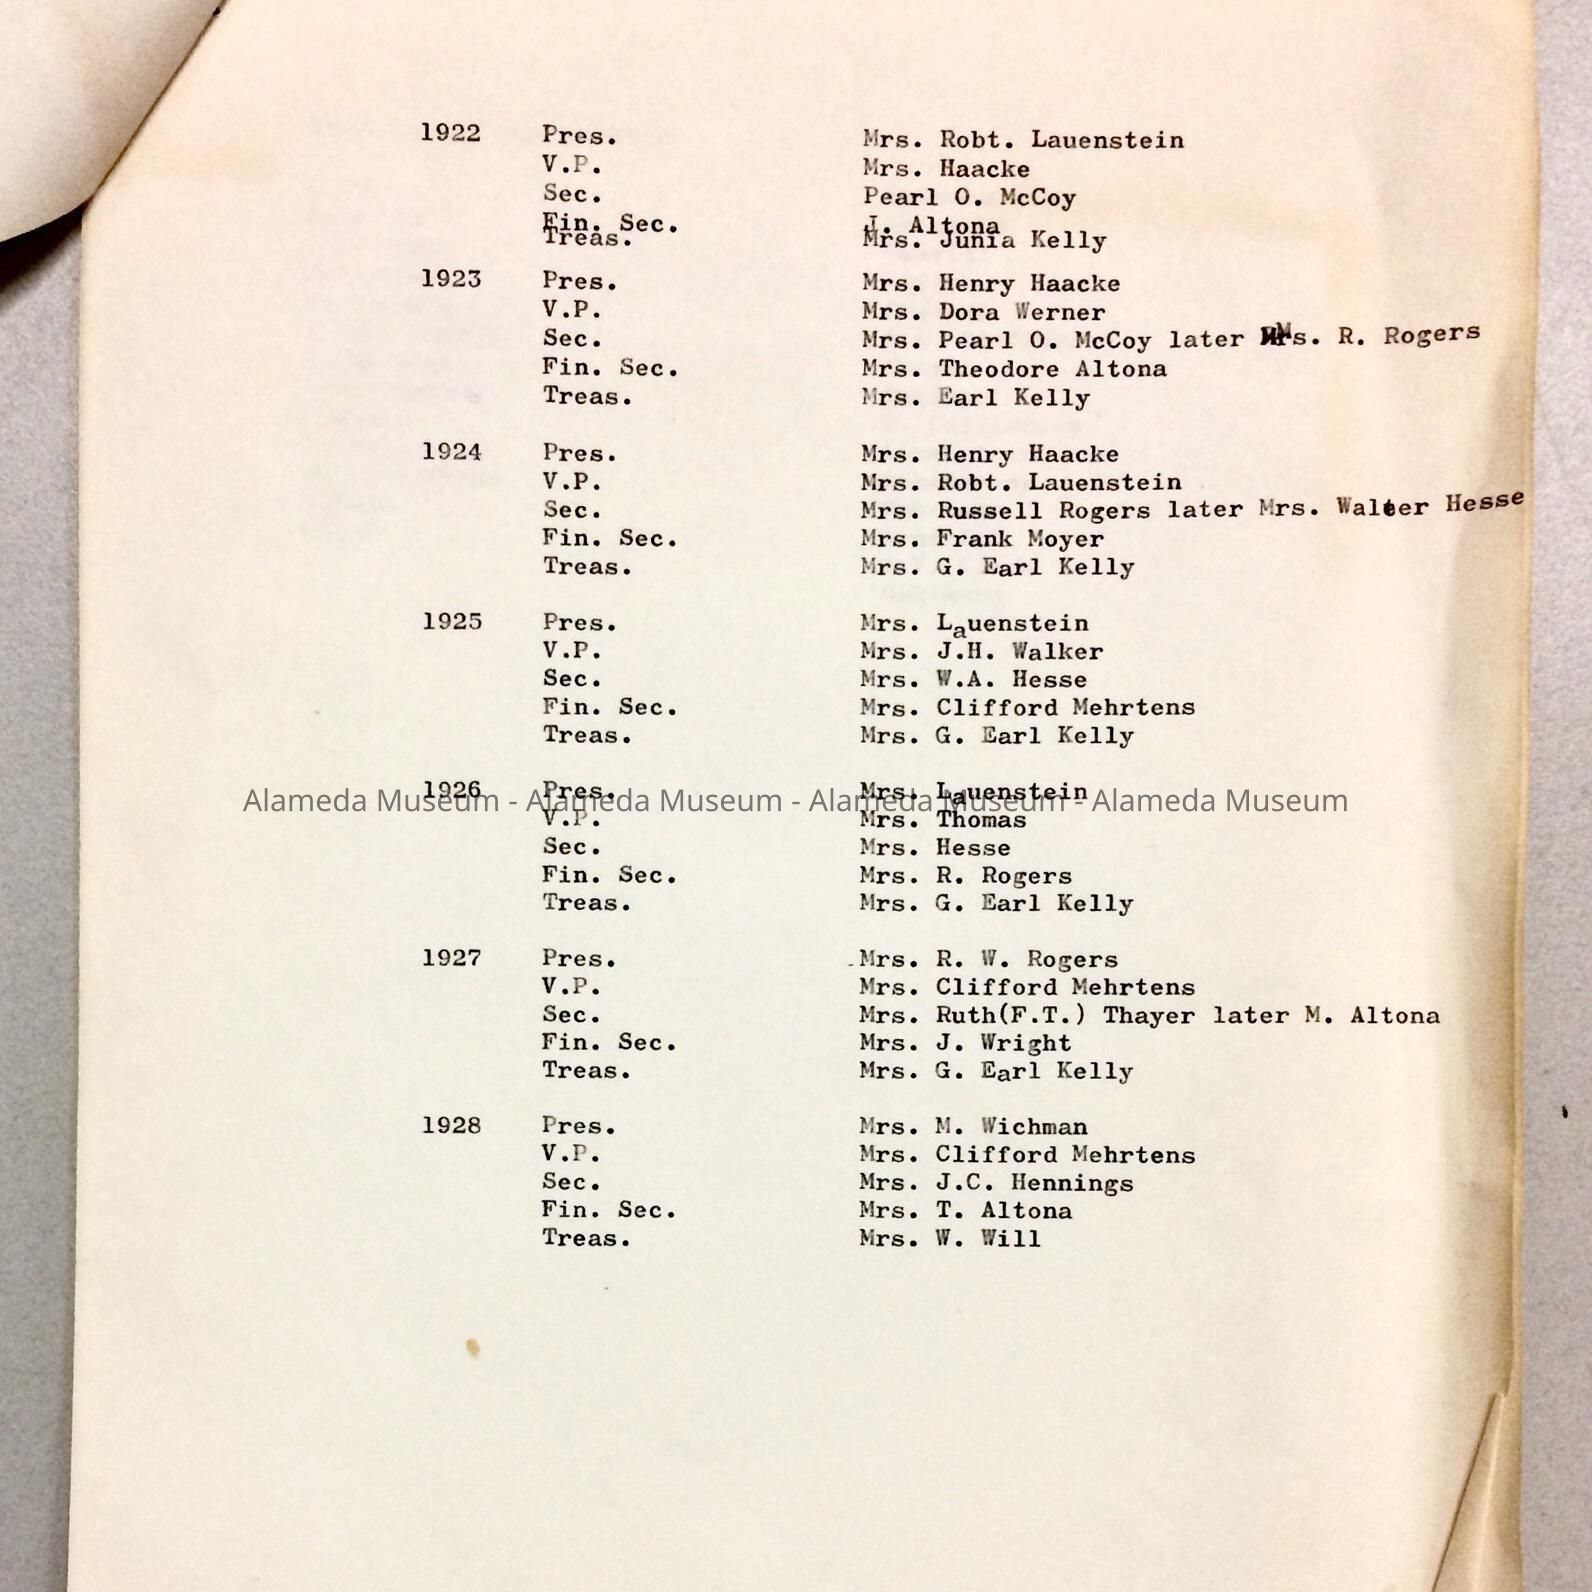 1922 Pres. Mrs. Robt. Lauenstein
V.P. Mrs. Haacke
Sec. Pearl O. McCoy
Fin. Sec. J. Altona
Treas. Mrs. Junia Kelly
1923 Pres. Mrs. Henry Haacke
V.P. Mrs. Dora Werner
Sec. Mrs. Pearl O. McCoy later Mrs. R. Rogers
Fin. Sec. Mrs. Theodore Altona
Treas. Mrs. Earl Kelly
1924 Pres. Mrs. Henry Haacke
V.P. Mrs. Robt. Lauenstein
Sec. Mrs. Russell Rogers later Mrs. Walter Hesse
Fin. Sec. Mrs. Frank Moyer
Treas. Mrs. G. Earl Kelly
1925 Pres. Mrs. Lauenstein
V.P. Mrs. J.H. Walker
Sec. Mrs. W.A. Hesse
Fin. Sec. Mrs. Clifford Mehrtens
Treas. Mrs. G. Earl Kelly
1926 Pres. Mrs. Lauenstein
Alameda Museum - Alameda Museum - Alameda Museum - Alameda Museum
V.P. Mrs. Thomas
Sec. Mrs. Hesse
Fin. Sec. Mrs. R. Rogers
Treas. Mrs. G. Earl Kelly
1927 Pres. Mrs. R. W. Rogers
V.P. Mrs. Clifford Mehrtens
Sec. Mrs. Ruth(F.T.) Thayer later M. Altona
Fin. Sec. Mrs. J. Wright
Treas. Mrs. G. Earl Kelly
1928 Pres. Mrs. M. Wichman
V.P. Mrs. Clifford Mehrtens
Sec. Mrs. J.C. Hennings
Fin. Sec. Mrs. T. Altona
Treas. Mrs. W. Will